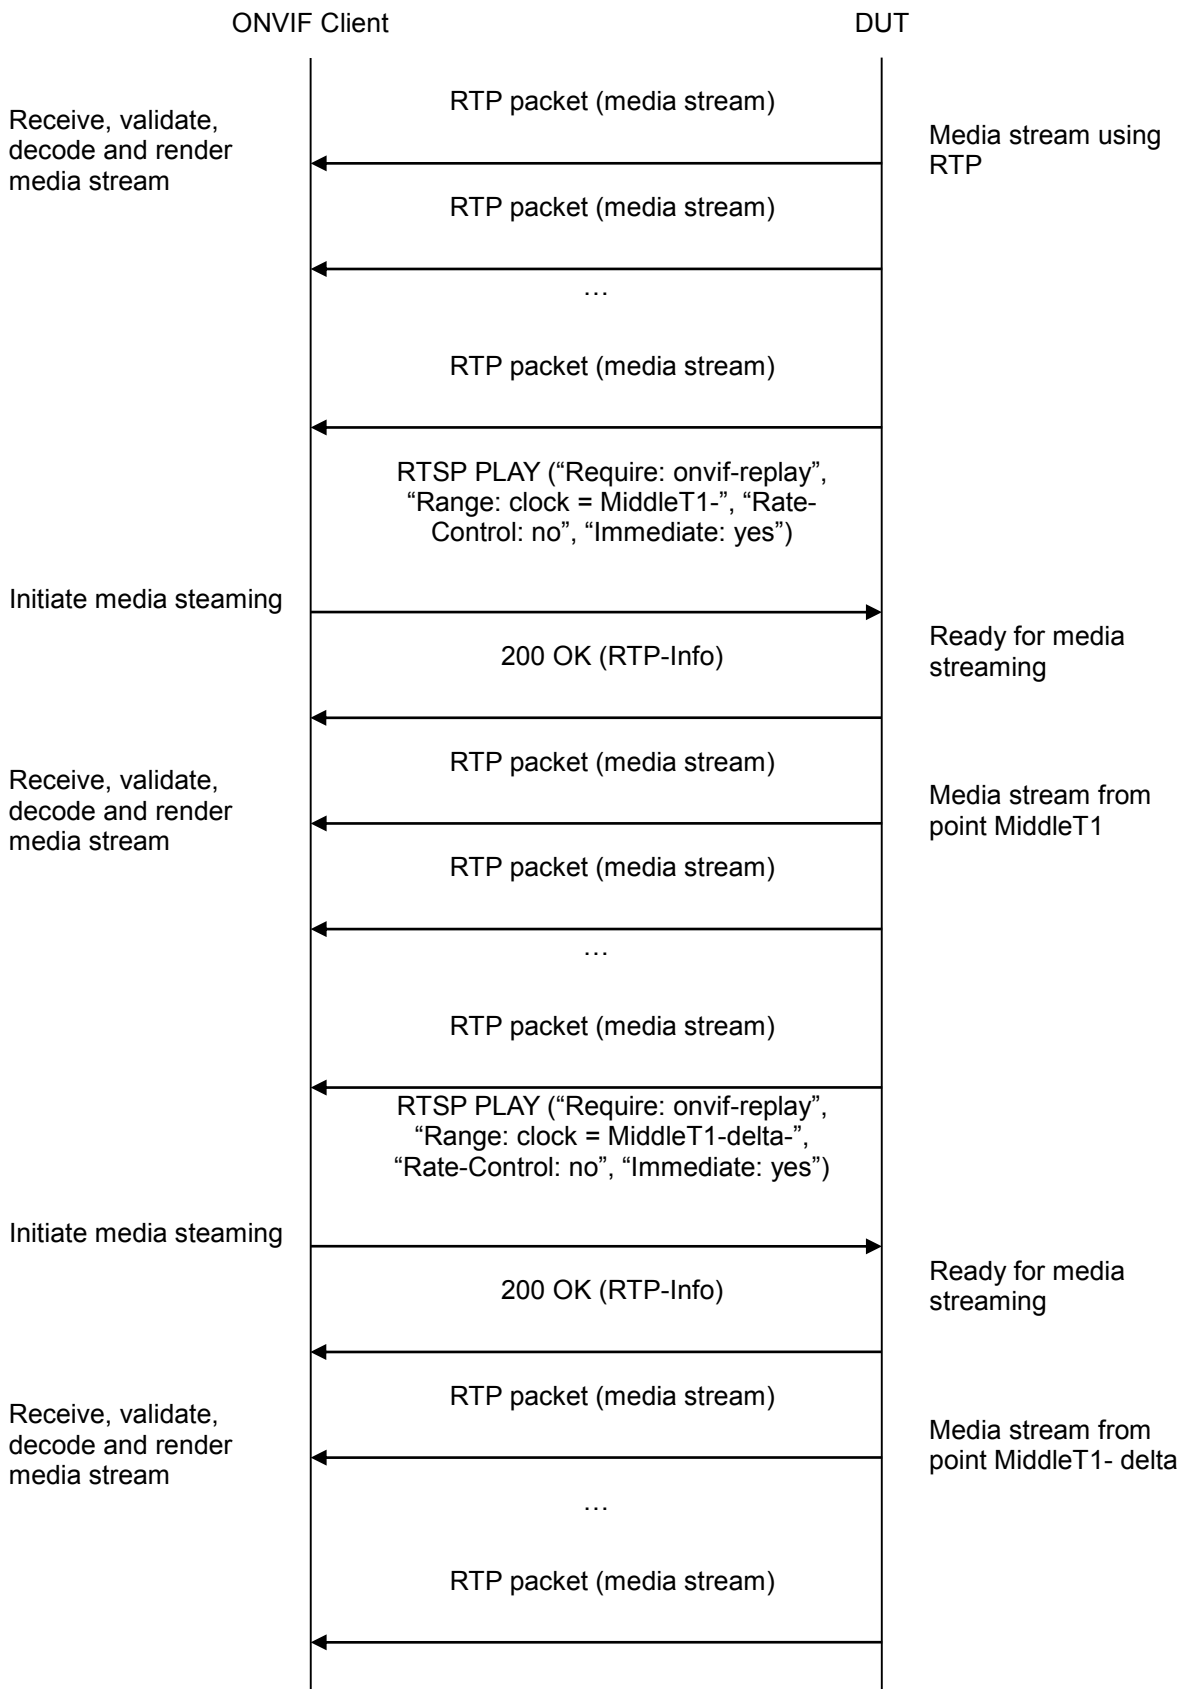 ONVIF Client
DUT
RTP packet (media stream)
Receive, validate,
decode and render
media stream
Media stream using
RTP
RTP packet (media stream)
…
RTP packet (media stream)
RTSP PLAY (“Require: onvif-replay”,
“Range: clock = MiddleT1-”, “Rate-
Control: no”, “Immediate: yes”)
Initiate media steaming
Ready for media
streaming
200 OK (RTP-Info)
RTP packet (media stream)
Receive, validate,
decode and render
media stream
Media stream from
point MiddleT1
RTP packet (media stream)
…
RTP packet (media stream)
RTSP PLAY (“Require: onvif-replay”,
“Range: clock = MiddleT1-delta-”,
“Rate-Control: no”, “Immediate: yes”)
Initiate media steaming
Ready for media
streaming
200 OK (RTP-Info)
RTP packet (media stream)
Receive, validate,
decode and render
media stream
Media stream from
point MiddleT1- delta
…
RTP packet (media stream)